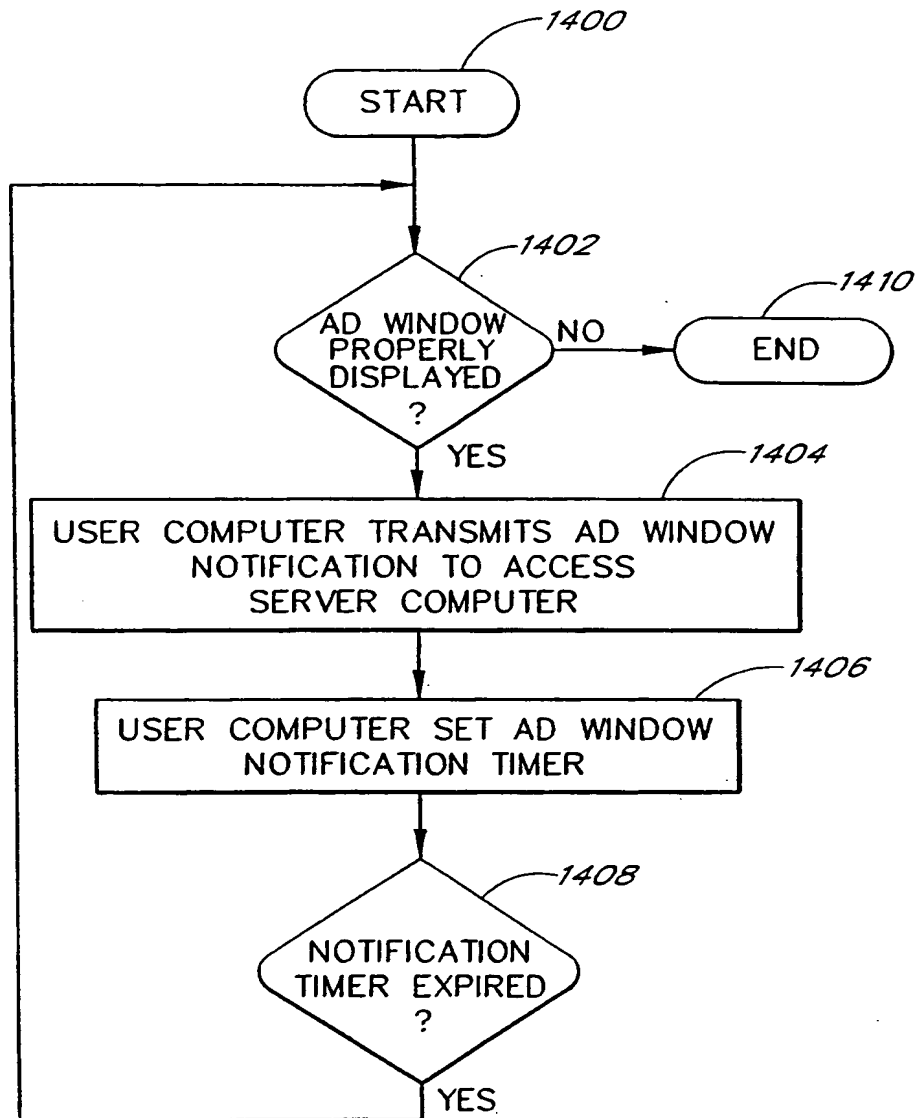 1400
START
1402
AD WINDOW
PROPERLY
DISPLAYED
?
NO
1410
END
YES
1404
USER COMPUTER TRANSMITS AD WINDOW
NOTIFICATION TO ACCESS
SERVER COMPUTER
1406
USER COMPUTER SET AD WINDOW
NOTIFICATION TIMER
1408
NOTIFICATION
TIMER EXPIRED
?
YES